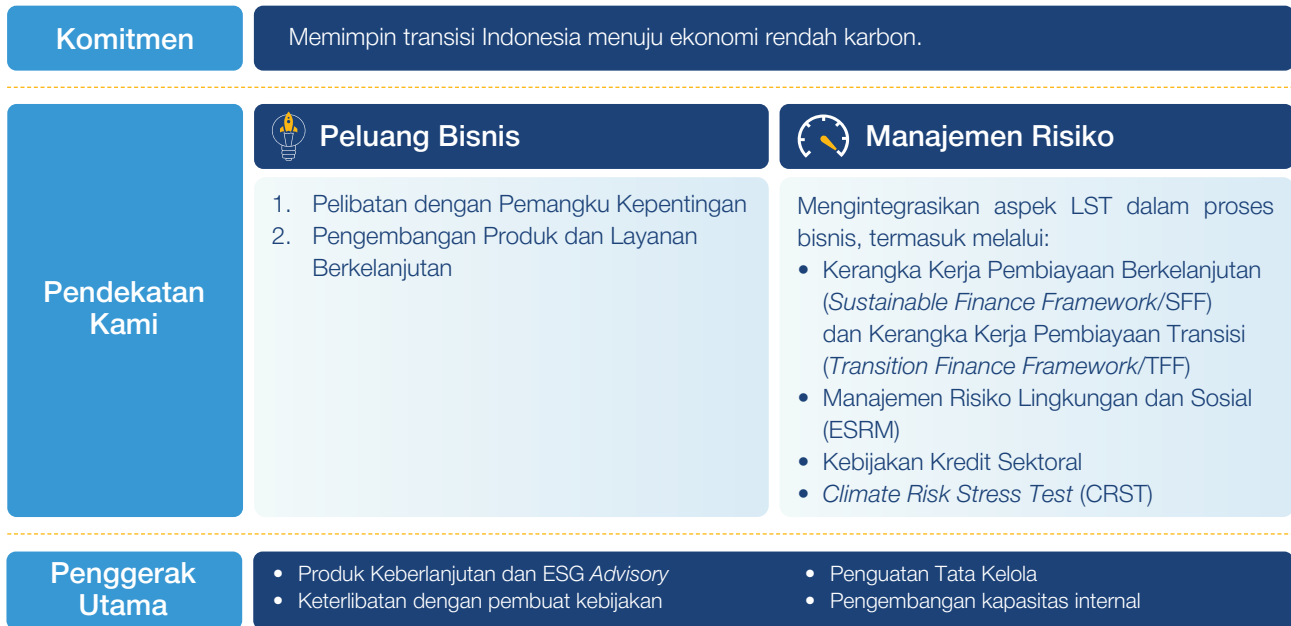 Komitmen
Memimpin transisi Indonesia menuju ekonomi rendah karbon.
Pendekatan
Kami
Peluang Bisnis
1. Pelibatan dengan Pemangku Kepentingan
2. Pengembangan Produk dan Layanan
Berkelanjutan
Manajemen Risiko
Mengintegrasikan aspek LST dalam proses
bisnis, termasuk melalui:
• Kerangka Kerja Pembiayaan Berkelanjutan
(Sustainable Finance Framework/SFF)
dan Kerangka Kerja Pembiayaan Transisi
(Transition Finance Framework/TFF)
• Manajemen Risiko Lingkungan dan Sosial
(ESRM)
• Kebijakan Kredit Sektoral
• Climate Risk Stress Test (CRST)
Penggerak
Utama
• Produk Keberlanjutan dan ESG Advisory
• Keterlibatan dengan pembuat kebijakan
• Penguatan Tata Kelola
• Pengembangan kapasitas internal